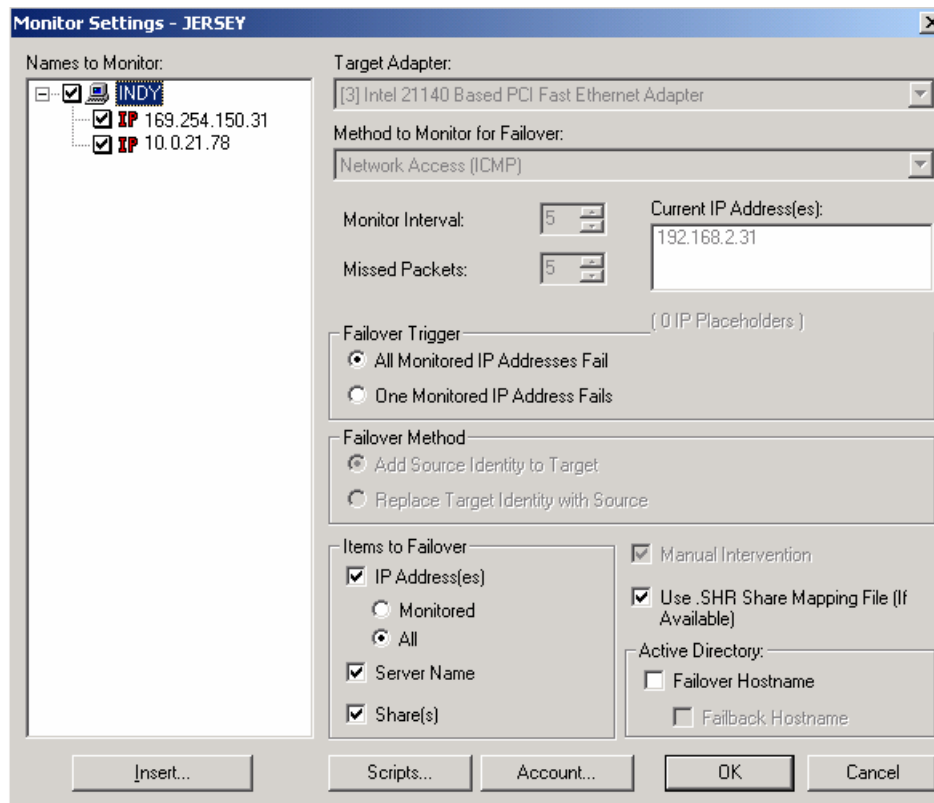 Monitor Settings - JERSEY
Names to Monitor:
INDY
IP 169.254.150.31
IP 10.0.21.78
Target Adapter:
[3] Intel 21140 Based PCI Fast Ethernet Adapter
Method to Monitor for Failover:
Network Access (ICMP)
Monitor Interval: 5
Missed Packets: 5
Current IP Address(es):
192.168.2.31
( 0 IP Placeholders )
Failover Trigger
All Monitored IP Addresses Fail
One Monitored IP Address Fails
Failover Method
Add Source Identity to Target
Replace Target Identity with Source
Items to Failover
IP Address(es)
Monitored
All
Server Name
Share(s)
Manual Intervention
Use .SHR Share Mapping File (If
Available)
Active Directory:
Failover Hostname
Failback Hostname
Insert...
Scripts...
Account...
OK
Cancel